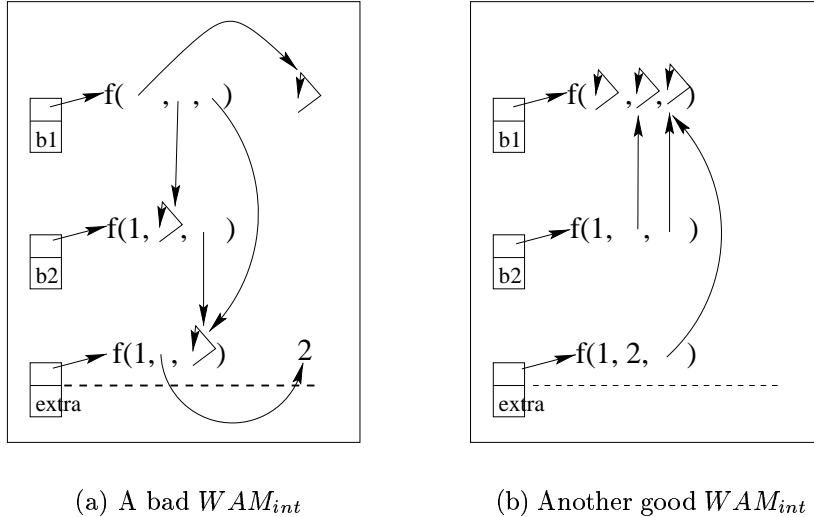 f( , , )
b1
f(1, , )
b2
f(1, , ) 2
extra
(a) A bad WAM_int
f( , , )
f(1, , )
b1
b2
f(1, 2, )
extra
(b) Another good WAM_int